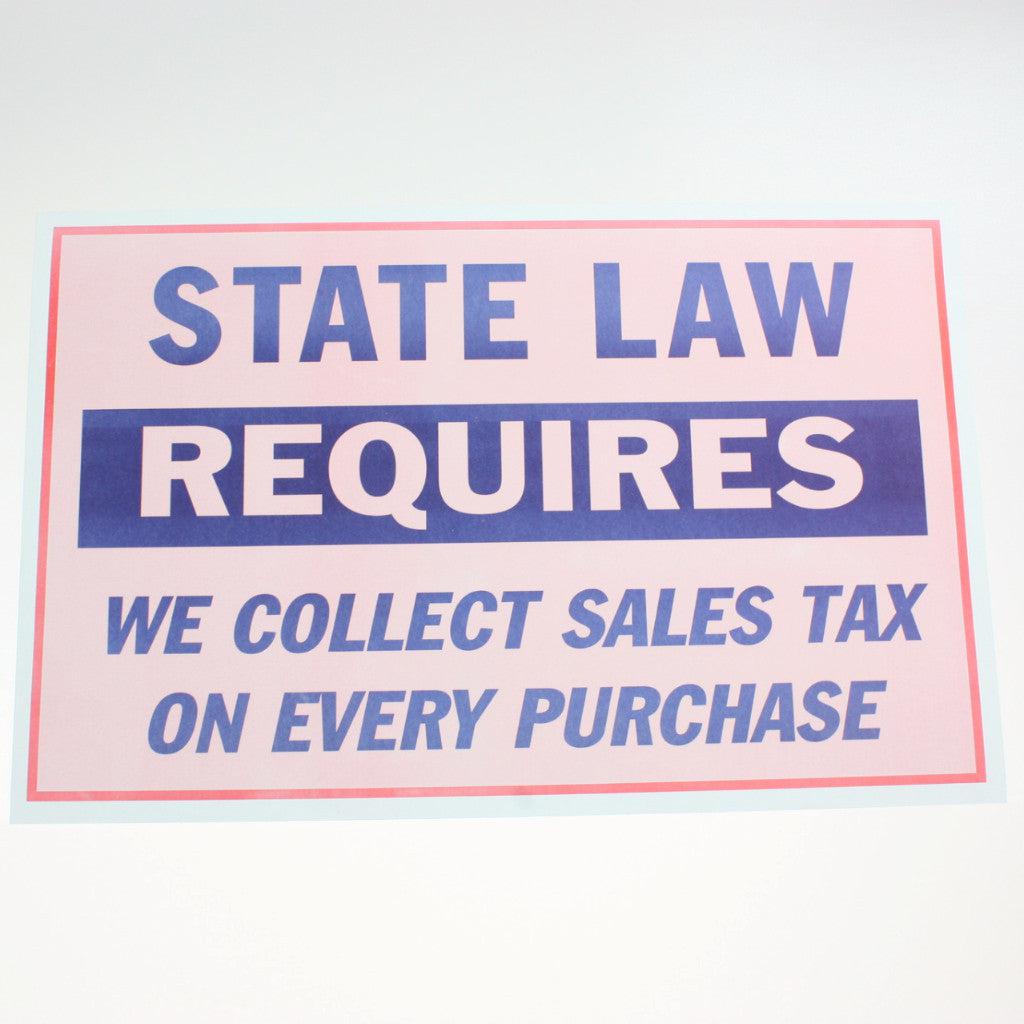 STATE LAW
REQUIRES
WE COLLECT SALES TAX
ON EVERY PURCHASE